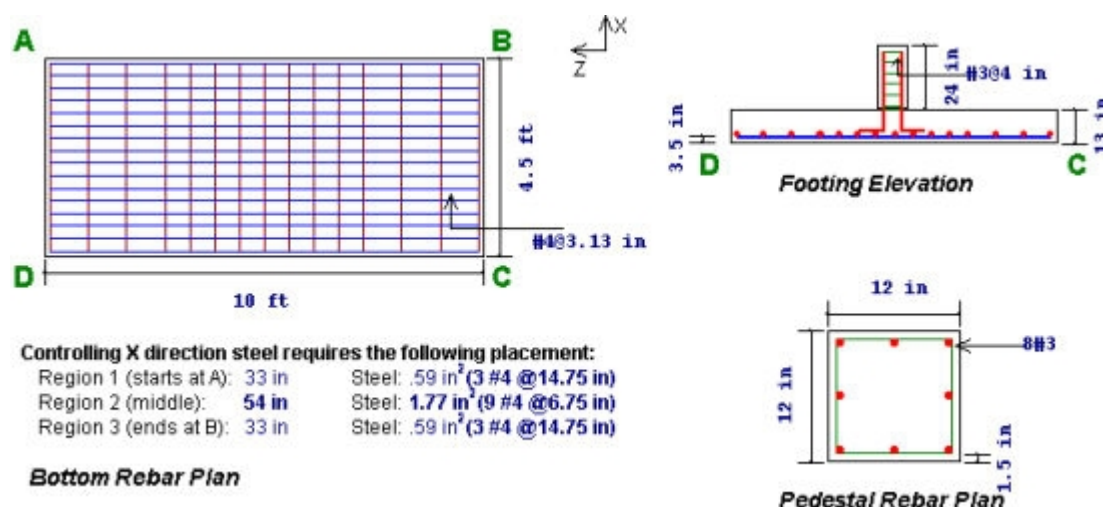 A
B
X
Z
4.5 ft
#4@3.13 in
D
C
10 ft
#3@4 in
24 in
13 in
3.5 in
D
C
Footing Elevation
12 in
8#3
12 in
1.5 in
Pedestal Rebar Plan
Controlling X direction steel requires the following placement:
Region 1 (starts at A): 33 in Steel: .59 in² (3 #4 @14.75 in)
Region 2 (middle): 54 in Steel: 1.77 in² (9 #4 @6.75 in)
Region 3 (ends at B): 33 in Steel: .59 in² (3 #4 @14.75 in)
Bottom Rebar Plan